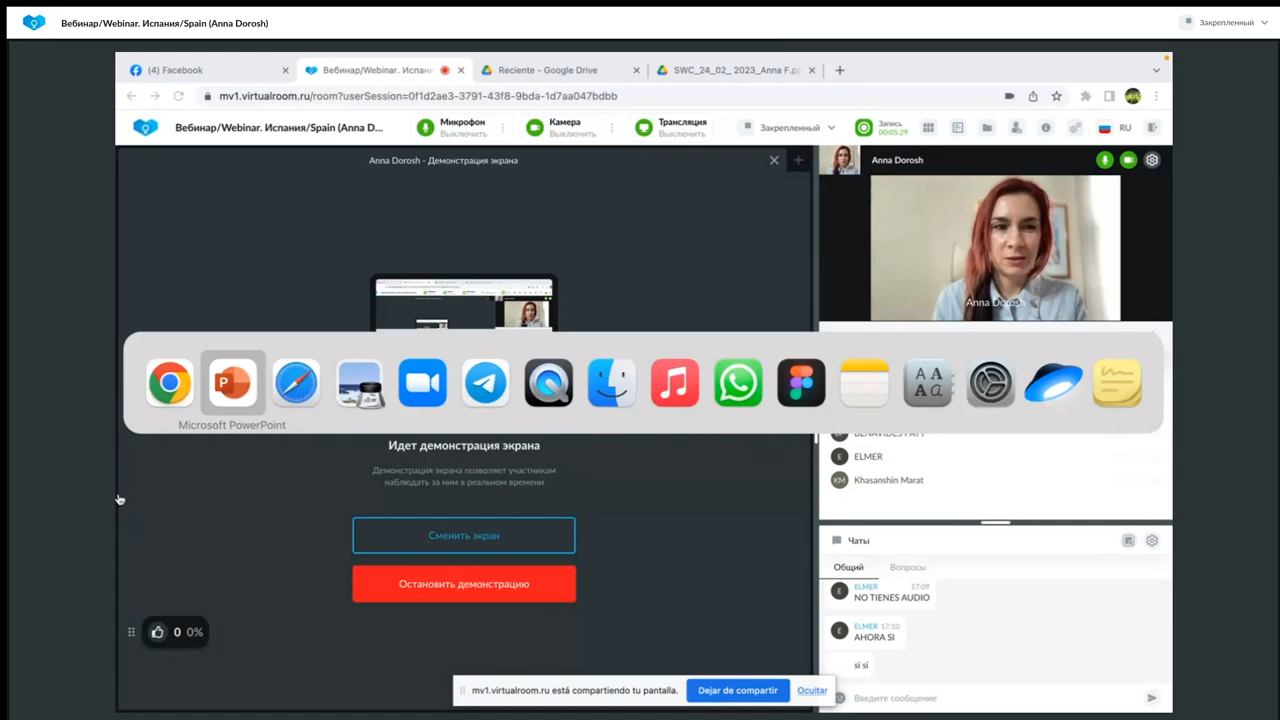 Вебинар/Webinar. Испания/Spain (Anna Dorosh)
Закрепленный
(4) Facebook
Вебинар/Webinar. Испани
Reciente - Google Drive
SWC_24_02_ 2023_Anna F.p
mv1.virtualroom.ru/room?userSession=0f1d2ae3-3791-43f8-9bda-1d7aa047bdbb
Вебинар/Webinar. Испания/Spain (Anna D...
Микрофон
Выключить
Камера
Выключить
Трансляция
Выключить
Закрепленный
Запись
00:05:29
RU
Anna Dorosh - Демонстрация экрана
Anna Dorosh
Anna Dorosh
Microsoft PowerPoint
Идет демонстрация экрана
Демонстрация экрана позволяет участникам
наблюдать за ним в реальном времени
Сменить экран
Остановить демонстрацию
0 0%
E ELMER
KM Khasanshin Marat
Чаты
Общий
Вопросы
E ELMER 17:09
NO TIENES AUDIO
E ELMER 17:10
AHORA SI
si si
Введите сообщение
mv1.virtualroom.ru está compartiendo tu pantalla.
Dejar de compartir
Ocultar